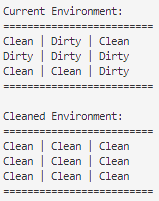 Current Environment:
=========================
Clean | Dirty | Clean
Dirty | Dirty | Dirty
Clean | Clean | Dirty
=========================
Cleaned Environment:
=========================
Clean | Clean | Clean
Clean | Clean | Clean
Clean | Clean | Clean
=========================